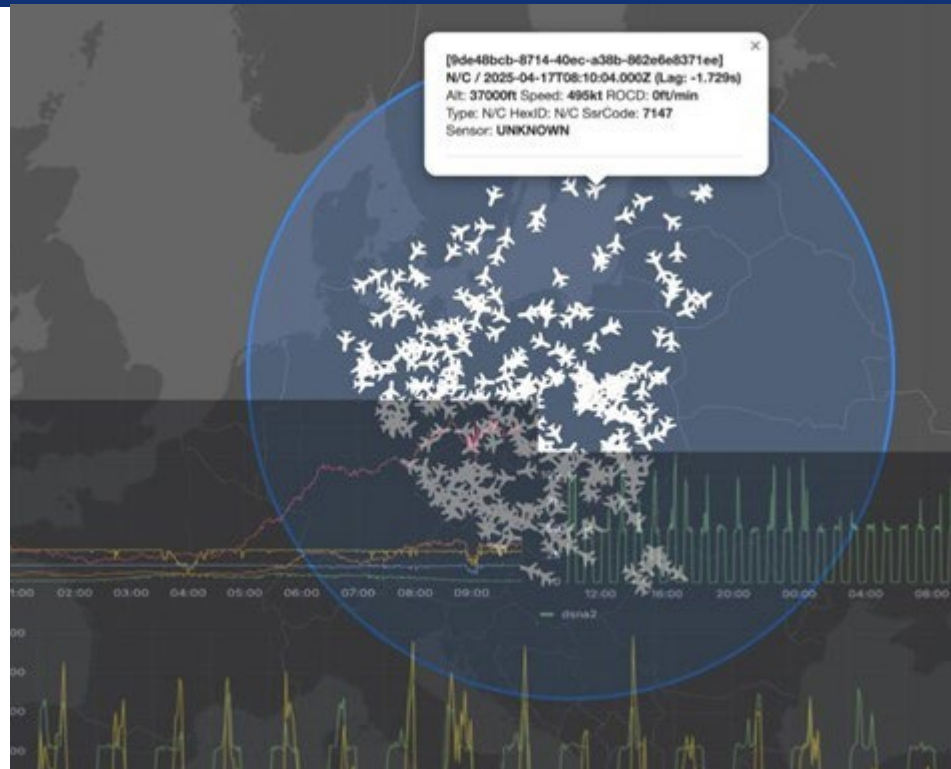 ×
[9de48bcb-8714-40ec-a38b-862e6e8371ee]
N/C / 2025-04-17T08:10:04.000Z (Lag: -1.729s)
Alt: 37000ft Speed: 495kt ROCD: 0ft/min
Type: N/C HexID: N/C SsrCode: 7147
Sensor: UNKNOWN
02:00 03:00 04:00 05:00 06:00 07:00 08:00 09:00 12:00 16:00 20:00 00:00 04:00 08:00
dsna2